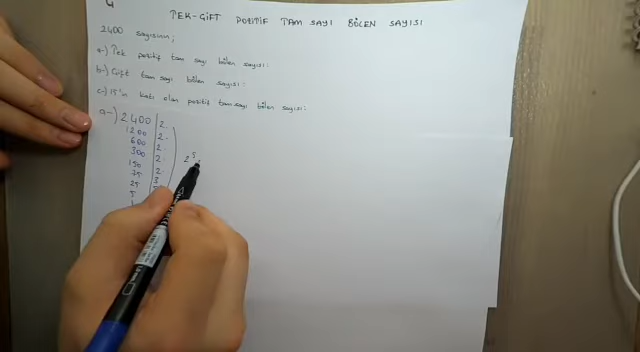 TEK-ÇİFT POZİTİF TAM SAYI BÖLEN SAYISI
2400 sayısının;
a-) Tek pozitif tam sayı bölen sayısı:
b-) Çift tam sayı bölen sayısı:
c-) 15'in katı olan pozitif tam sayı bölen sayısı:
a-) 2400 2
1200 2
600 2
300 2
150 2 2⁵.
75 3
25
5
1